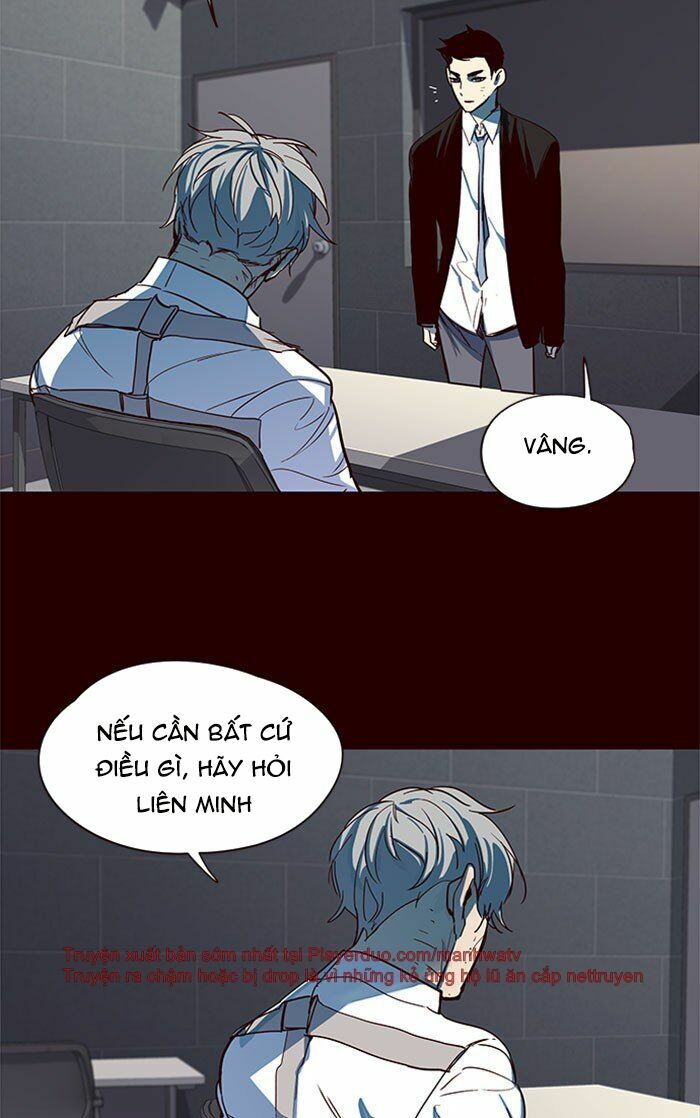 VÂNG.
NẾU CẦN BẤT CỨ
ĐIỀU GÌ, HÃY HỎI
LIÊN MINH
Truyện xuất bản sớm nhất tại Playerduo.com/manhwatv
Truyện ra chậm hoặc bị drop là vì những kẻ ủng hộ lũ ăn cắp nettruyen